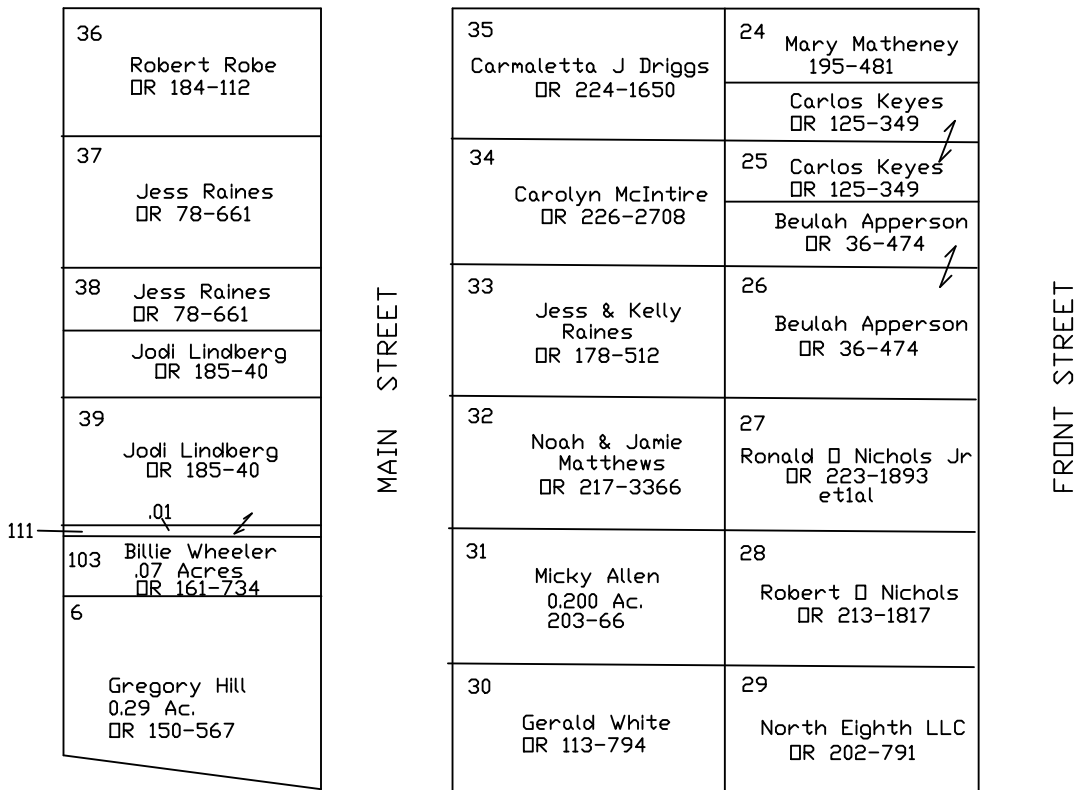 36
Robert Robe
OR 184-112
37
Jess Raines
OR 78-661
38
Jess Raines
OR 78-661
Jodi Lindberg
OR 185-40
39
Jodi Lindberg
OR 185-40
.01
111
103
Billie Wheeler
.07 Acres
OR 161-734
6
Gregory Hill
0.29 Ac.
OR 150-567
MAIN STREET
35
Carmaletta J Driggs
OR 224-1650
34
Carolyn McIntire
OR 226-2708
33
Jess & Kelly
Raines
OR 178-512
32
Noah & Jamie
Matthews
OR 217-3366
31
Micky Allen
0.200 Ac.
203-66
30
Gerald White
OR 113-794
24
Mary Matheney
195-481
Carlos Keyes
OR 125-349
25
Carlos Keyes
OR 125-349
Beulah Apperson
OR 36-474
26
Beulah Apperson
OR 36-474
27
Ronald O Nichols Jr
OR 223-1893
et1al
28
Robert O Nichols
OR 213-1817
29
North Eighth LLC
OR 202-791
FRONT STREET